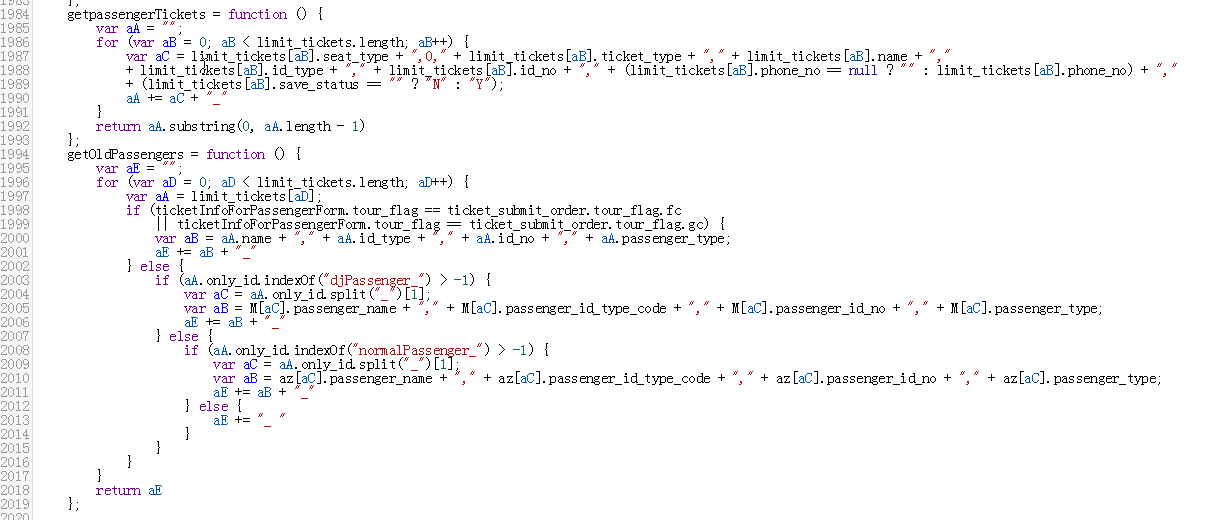 1983 };
1984 getpassengerTickets = function () {
1985 var aA = "";
1986 for (var aB = 0; aB < limit_tickets.length; aB++) {
1987 var aC = limit_tickets[aB].seat_type + ",0," + limit_tickets[aB].ticket_type + "," + limit_tickets[aB].name + ","
1988 + limit_tickets[aB].id_type + "," + limit_tickets[aB].id_no + "," + (limit_tickets[aB].phone_no == null ? "" : limit_tickets[aB].phone_no) + ","
1989 + (limit_tickets[aB].save_status == "" ? "N" : "Y");
1990 aA += aC + "_"
1991 }
1992 return aA.substring(0, aA.length - 1)
1993 };
1994 getOldPassengers = function () {
1995 var aE = "";
1996 for (var aD = 0; aD < limit_tickets.length; aD++) {
1997 var aA = limit_tickets[aD];
1998 if (ticketInfoForPassengerForm.tour_flag == ticket_submit_order.tour_flag.fc
1999 || ticketInfoForPassengerForm.tour_flag == ticket_submit_order.tour_flag.gc) {
2000 var aB = aA.name + "," + aA.id_type + "," + aA.id_no + "," + aA.passenger_type;
2001 aE += aB + "_"
2002 } else {
2003 if (aA.only_id.indexOf("djPassenger_") > -1) {
2004 var aC = aA.only_id.split("_")[1];
2005 var aB = M[aC].passenger_name + "," + M[aC].passenger_id_type_code + "," + M[aC].passenger_id_no + "," + M[aC].passenger_type;
2006 aE += aB + "_"
2007 } else {
2008 if (aA.only_id.indexOf("normalPassenger_") > -1) {
2009 var aC = aA.only_id.split("_")[1];
2010 var aB = az[aC].passenger_name + "," + az[aC].passenger_id_type_code + "," + az[aC].passenger_id_no + "," + az[aC].passenger_type;
2011 aE += aB + "_"
2012 } else {
2013 aE += "_ "
2014 }
2015 }
2016 }
2017 }
2018 return aE
2019 };
2020